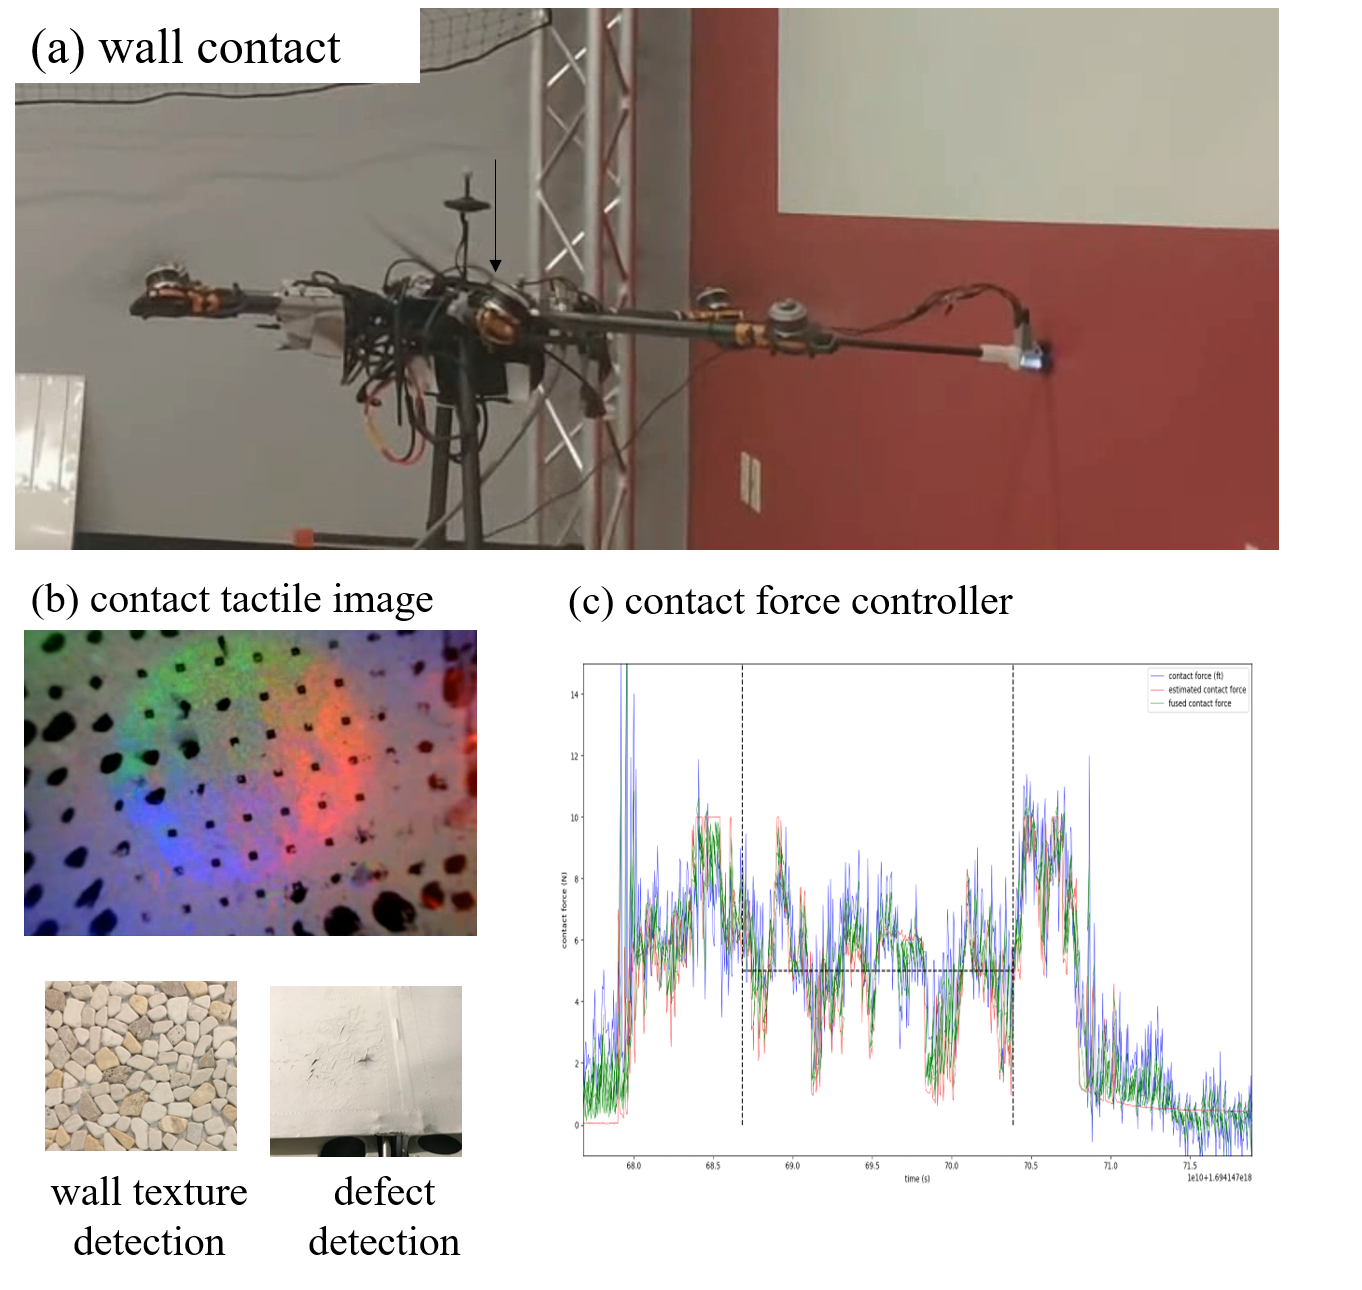 (a) wall contact
(b) contact tactile image
(c) contact force controller
contact force (ft)
estimated contact force
fused contact force
contact force (N)
14
12
10
8
6
4
2
0
68.0 68.5 69.0 69.5 70.0 70.5 71.0 71.5
time (s)
1e10+1.694147e18
wall texture
detection
defect
detection